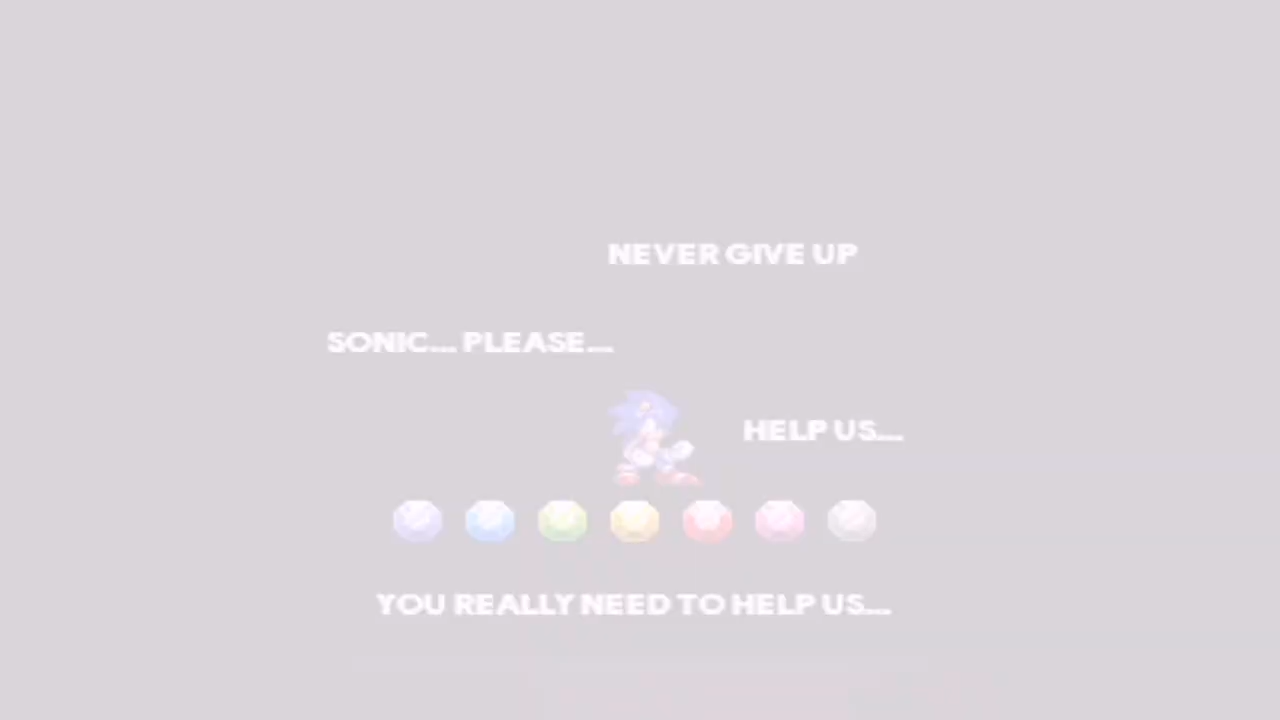 NEVER GIVE UP
SONIC... PLEASE...
HELP US...
YOU REALLY NEED TO HELP US...